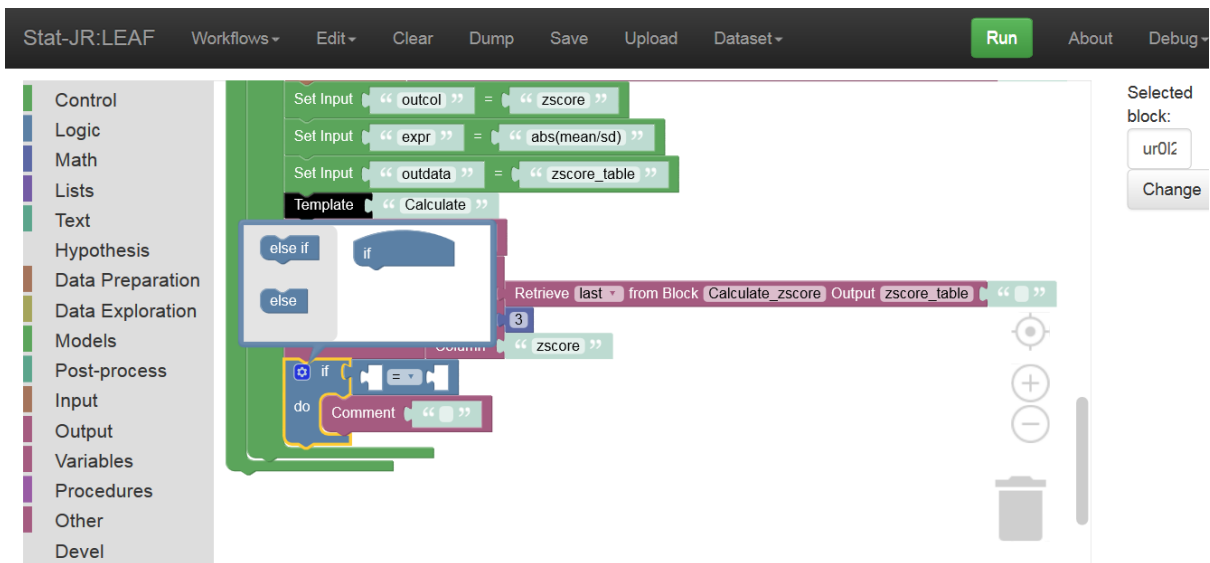 Stat-JR:LEAF Workflows Edit Clear Dump Save Upload Dataset Run About Debug
Control
Logic
Math
Lists
Text
Hypothesis
Data Preparation
Data Exploration
Models
Post-process
Input
Output
Variables
Procedures
Other
Devel
Set Input “ outcol ” = “ zscore ”
Set Input “ expr ” = “ abs(mean/sd) ”
Set Input “ outdata ” = “ zscore_table ”
Template “ Calculate ”
else if
if
else
Retrieve last from Block Calculate_zscore Output zscore_table “ ”
3
“ zscore ”
if =
do Comment “ ”
Selected
block:
ur0l2
Change